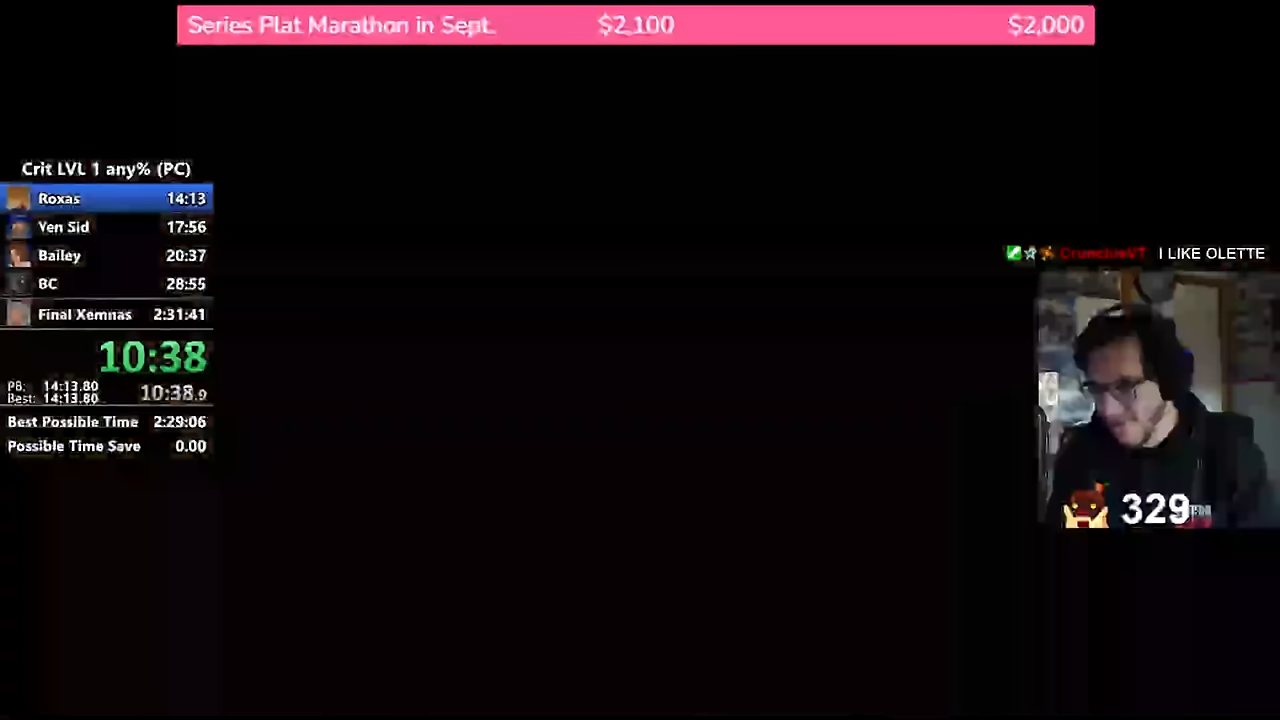 Series Plat Marathon in Sept. $2,100 $2,000
Crit LVL 1 any% (PC)
Roxas 14:13
Yen Sid 17:56
Bailey 20:37
BC 28:55
Final Xemnas 2:31:41
10:38
PB: 14:13.80
Best: 14:13.80
10:38.9
Best Possible Time 2:29:06
Possible Time Save 0.00
CrunchieVT I LIKE OLETTE
329